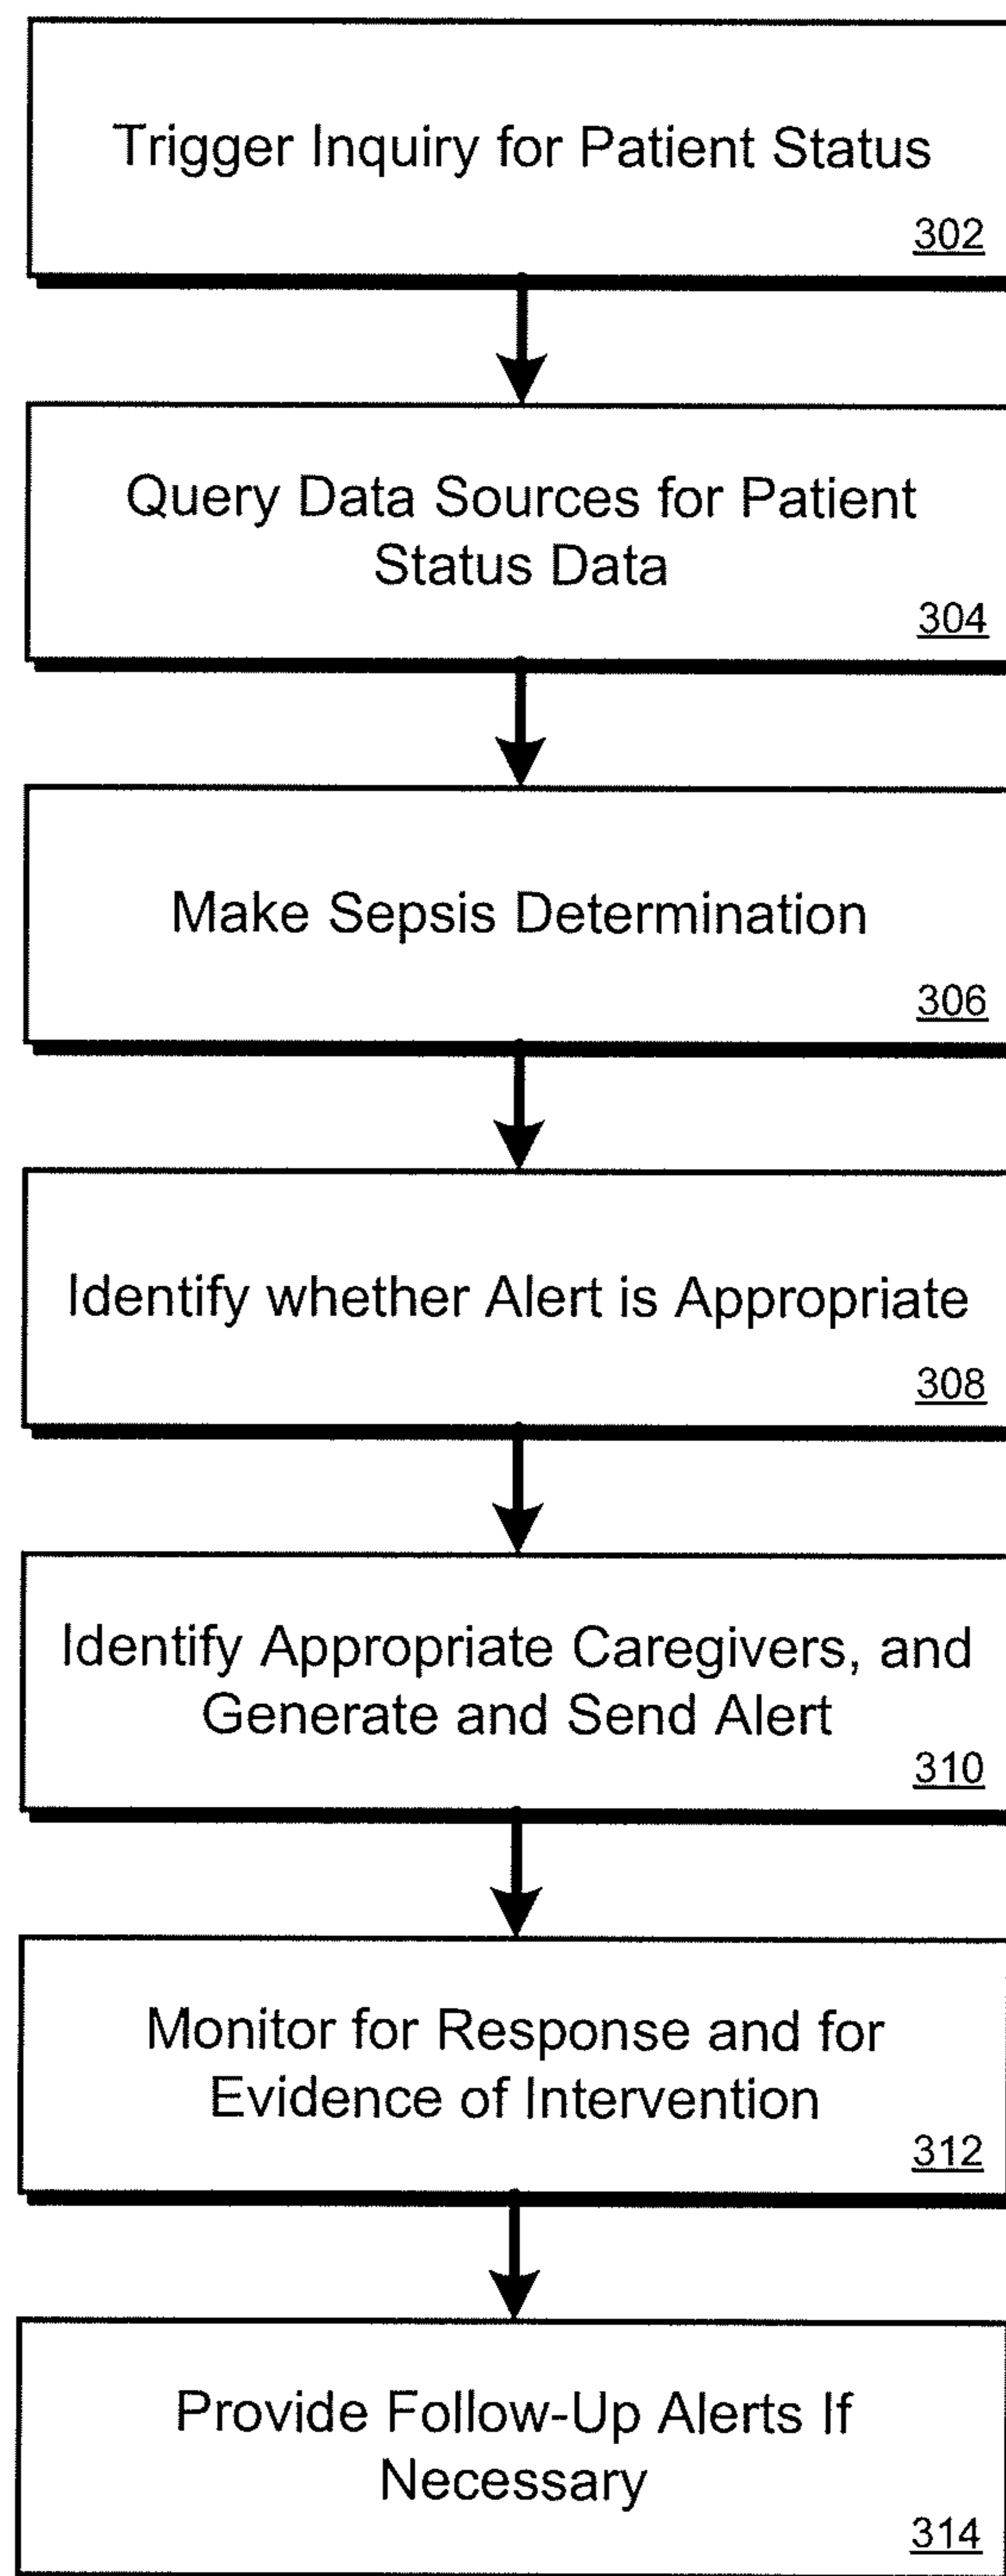 Trigger Inquiry for Patient Status
302
Query Data Sources for Patient
Status Data
304
Make Sepsis Determination
306
Identify whether Alert is Appropriate
308
Identify Appropriate Caregivers, and
Generate and Send Alert
310
Monitor for Response and for
Evidence of Intervention
312
Provide Follow-Up Alerts If
Necessary
314